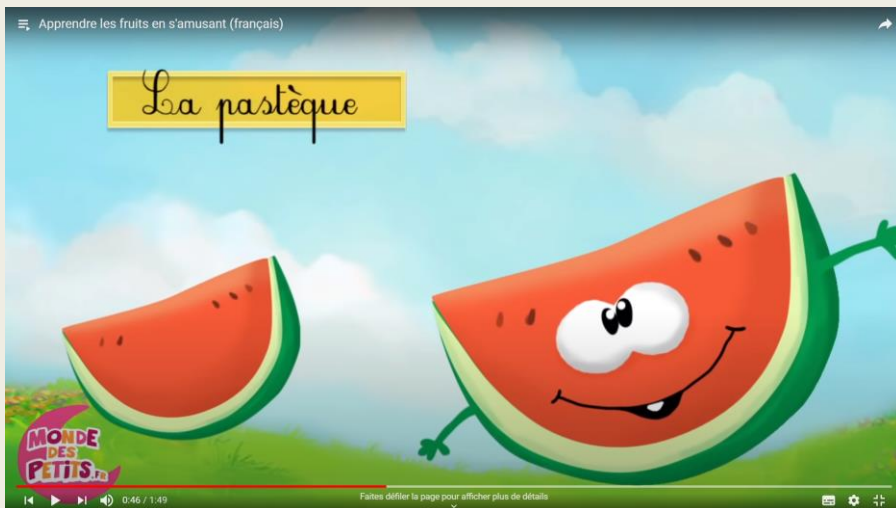 Apprendre les fruits en s'amusant (français)
La pastèque
MONDE
DES
PETITS.FR
0:46 / 1:49
Faites défiler la page pour afficher plus de détails